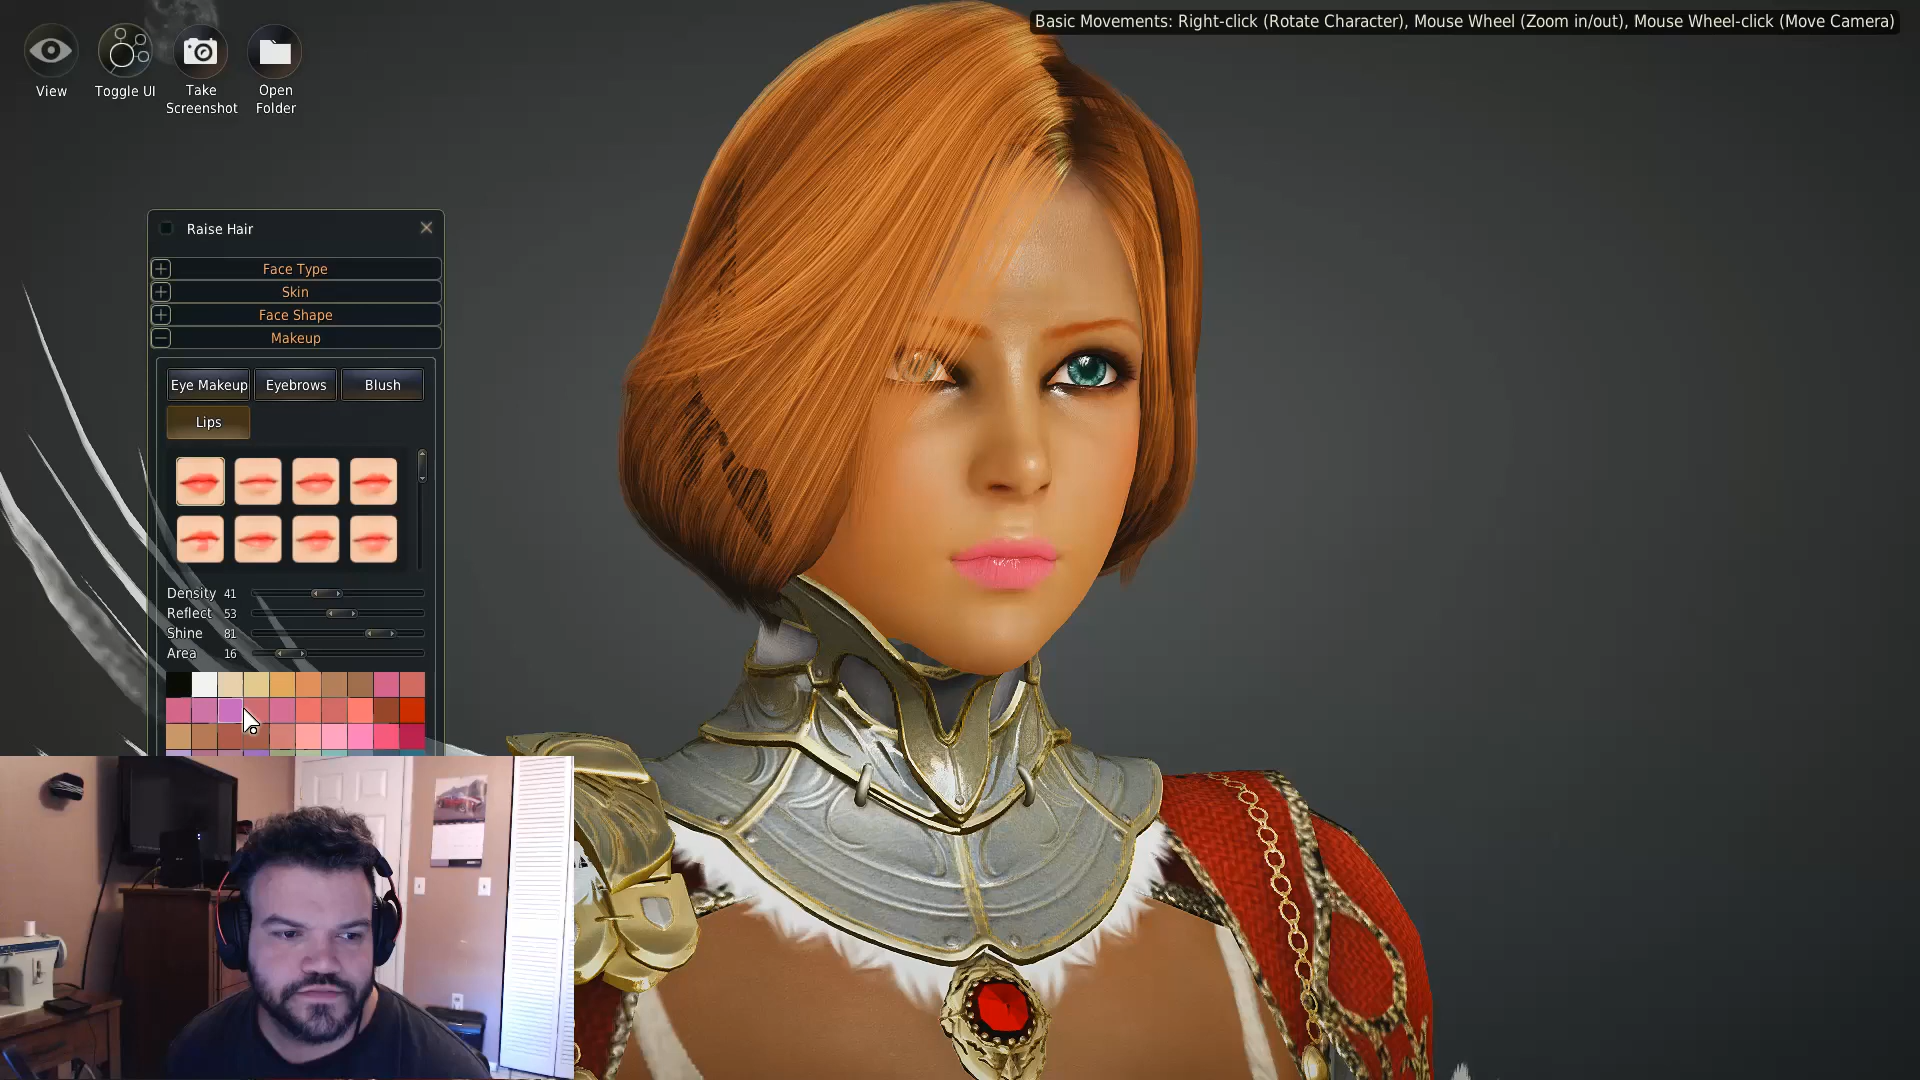 Basic Movements: Right-click (Rotate Character), Mouse Wheel (Zoom in/out), Mouse Wheel-click (Move Camera)
View
Toggle UI
Take
Screenshot
Open
Folder
Raise Hair
Face Type
Skin
Face Shape
Makeup
Eye Makeup
Eyebrows
Blush
Lips
Density 41
Reflect 53
Shine 81
Area 16